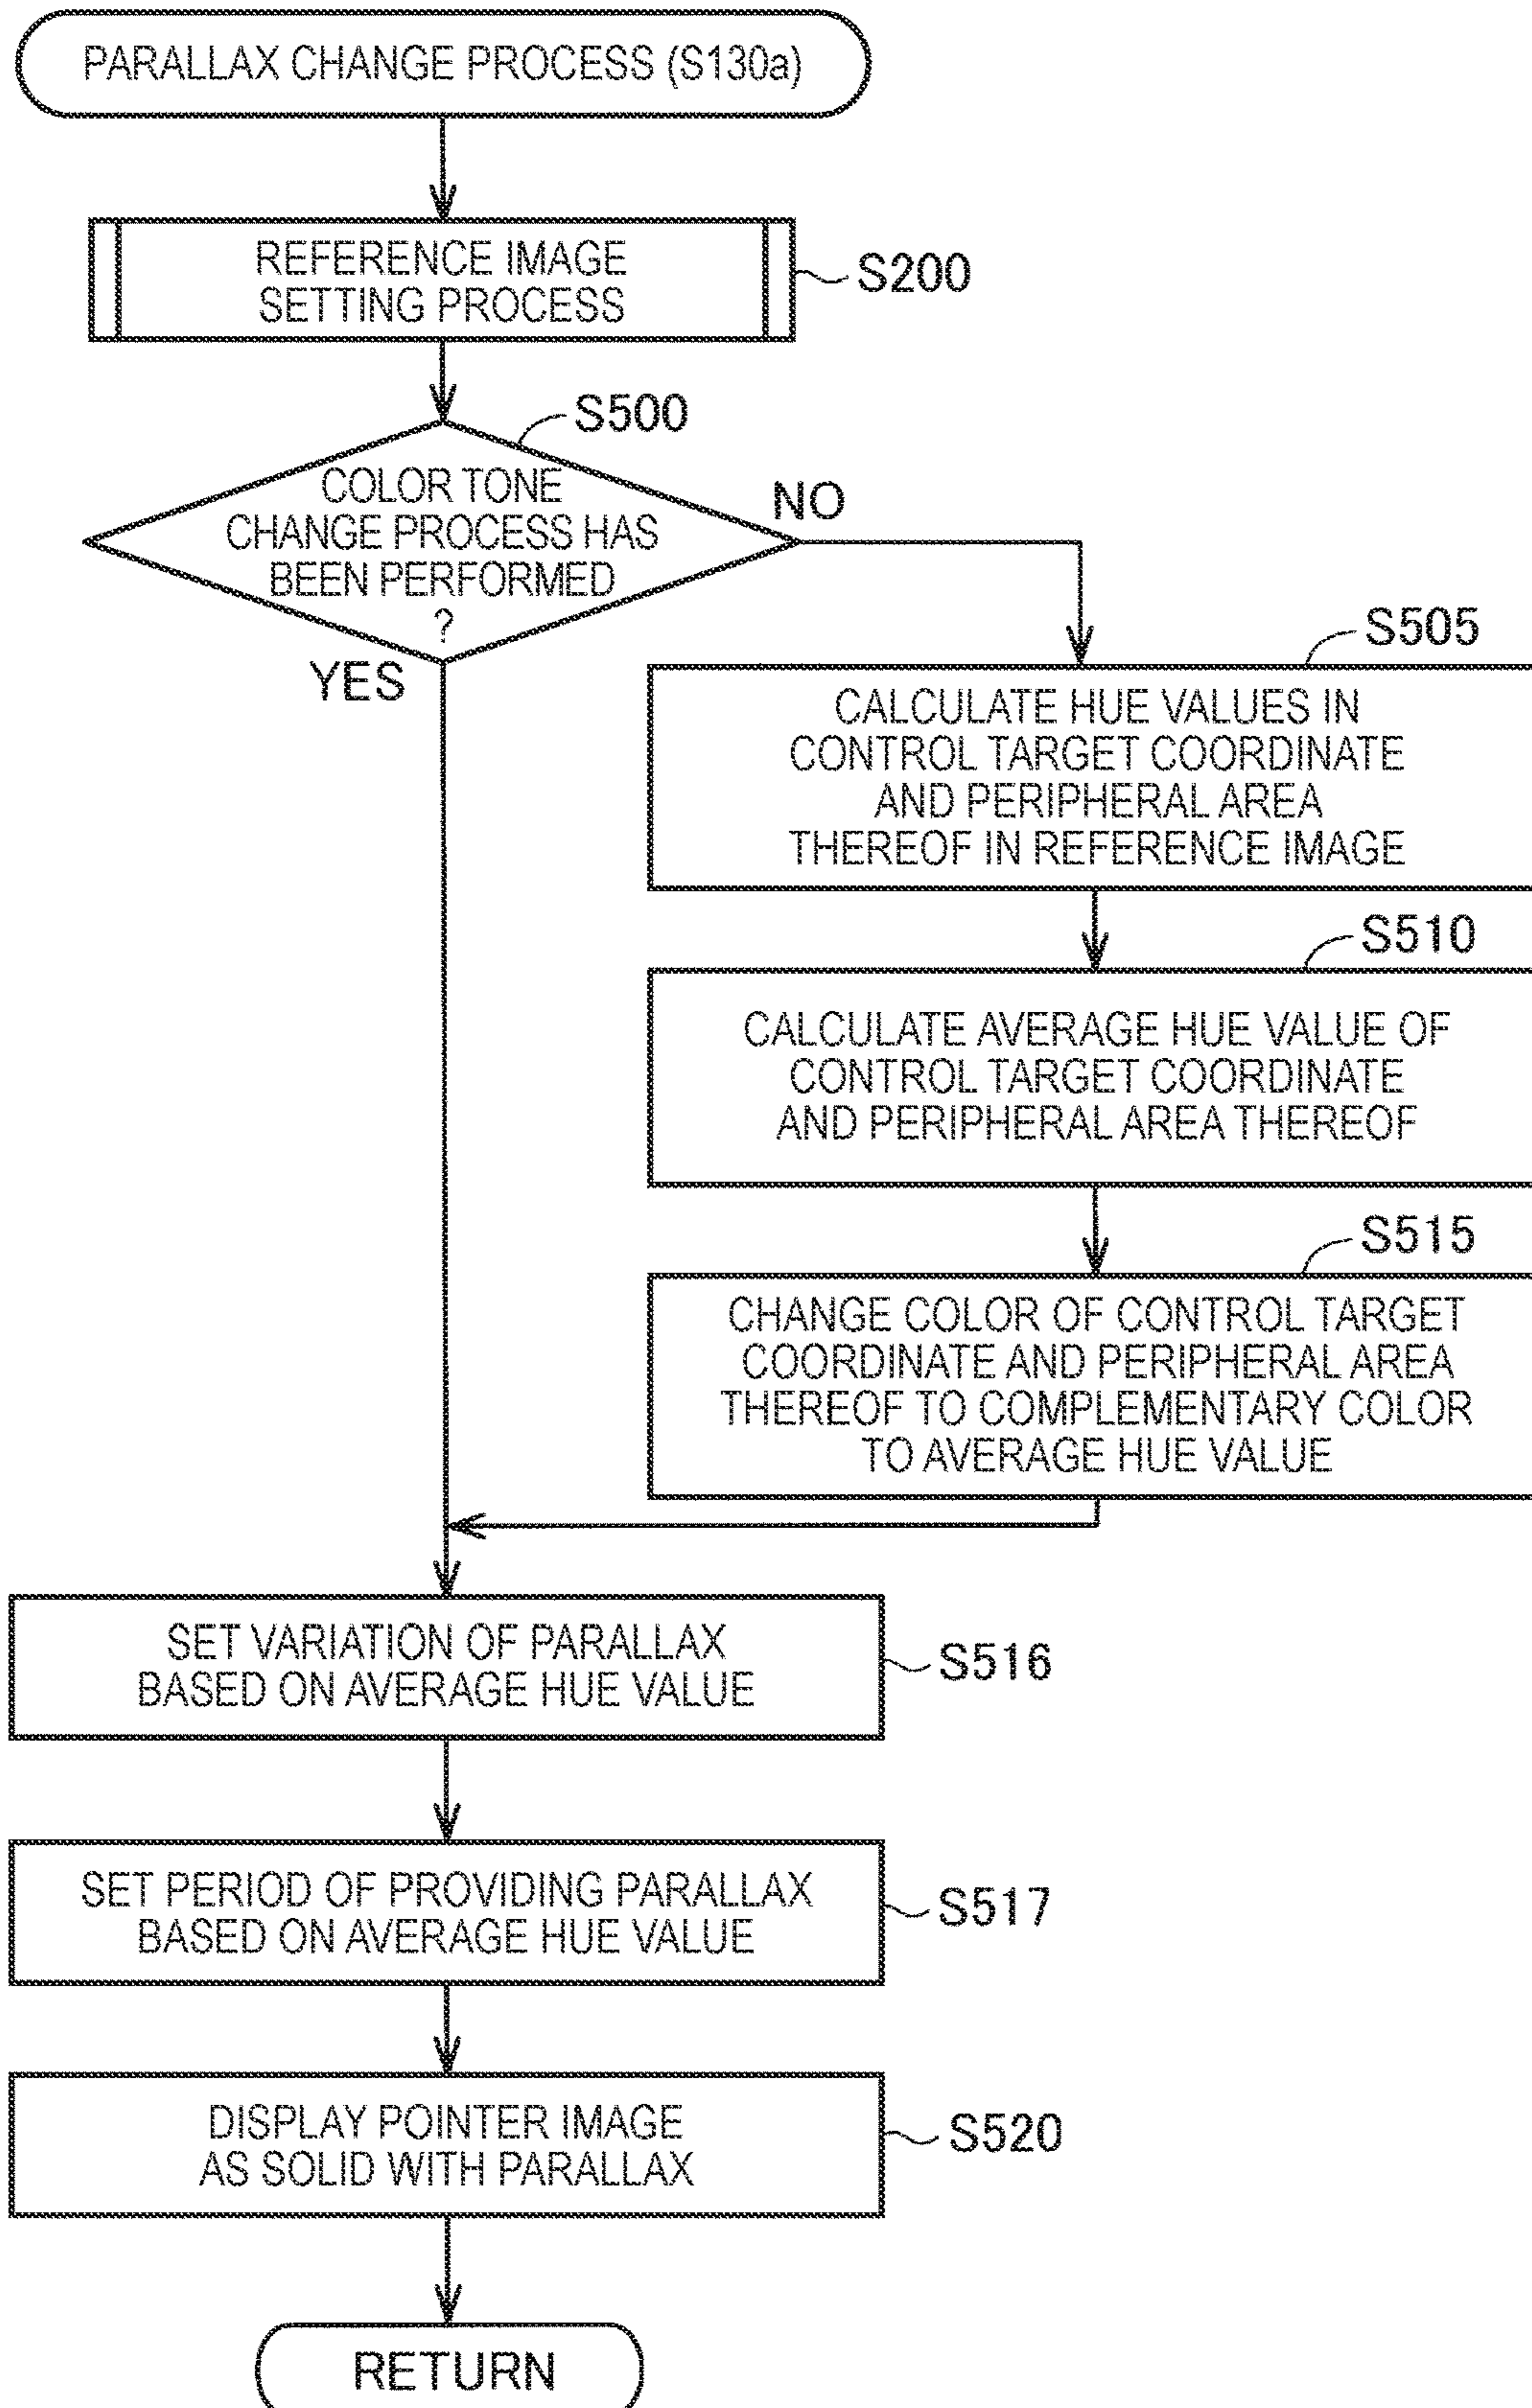 PARALLAX CHANGE PROCESS (S130a)
REFERENCE IMAGE
SETTING PROCESS
S200
S500
COLOR TONE
CHANGE PROCESS HAS
BEEN PERFORMED
?
NO
YES
S505
CALCULATE HUE VALUES IN
CONTROL TARGET COORDINATE
AND PERIPHERAL AREA
THEREOF IN REFERENCE IMAGE
S510
CALCULATE AVERAGE HUE VALUE OF
CONTROL TARGET COORDINATE
AND PERIPHERAL AREA THEREOF
S515
CHANGE COLOR OF CONTROL TARGET
COORDINATE AND PERIPHERAL AREA
THEREOF TO COMPLEMENTARY COLOR
TO AVERAGE HUE VALUE
SET VARIATION OF PARALLAX
BASED ON AVERAGE HUE VALUE
S516
SET PERIOD OF PROVIDING PARALLAX
BASED ON AVERAGE HUE VALUE
S517
DISPLAY POINTER IMAGE
AS SOLID WITH PARALLAX
S520
RETURN